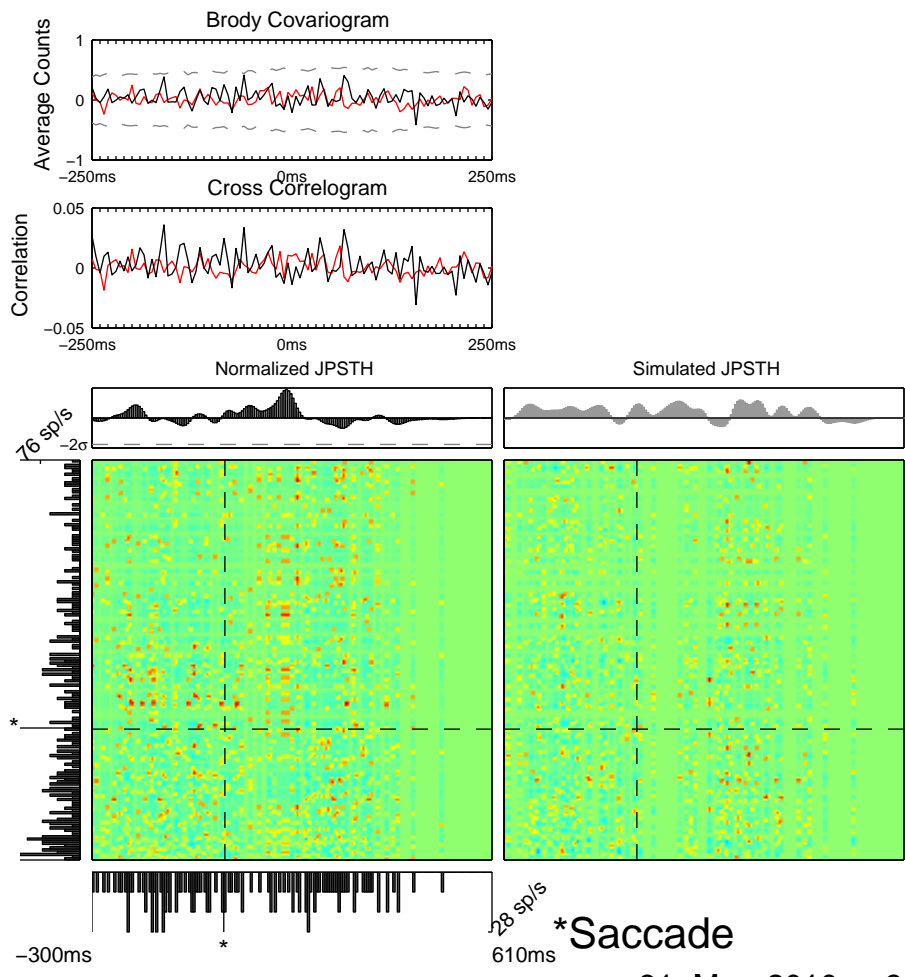 Brody Covariogram
Average Counts
1
0
−1
−250ms
0ms
250ms
Cross Correlogram
Correlation
0.05
0
−0.05
−250ms
0ms
250ms
Normalized JPSTH
Simulated JPSTH
76 sp/s
−2σ
*
*
−300ms
28 sp/s
610ms
*Saccade